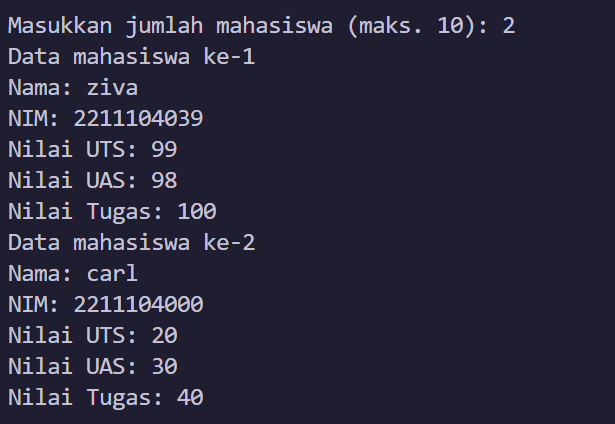 Masukkan jumlah mahasiswa (maks. 10): 2
Data mahasiswa ke-1
Nama: ziva
NIM: 2211104039
Nilai UTS: 99
Nilai UAS: 98
Nilai Tugas: 100
Data mahasiswa ke-2
Nama: carl
NIM: 2211104000
Nilai UTS: 20
Nilai UAS: 30
Nilai Tugas: 40